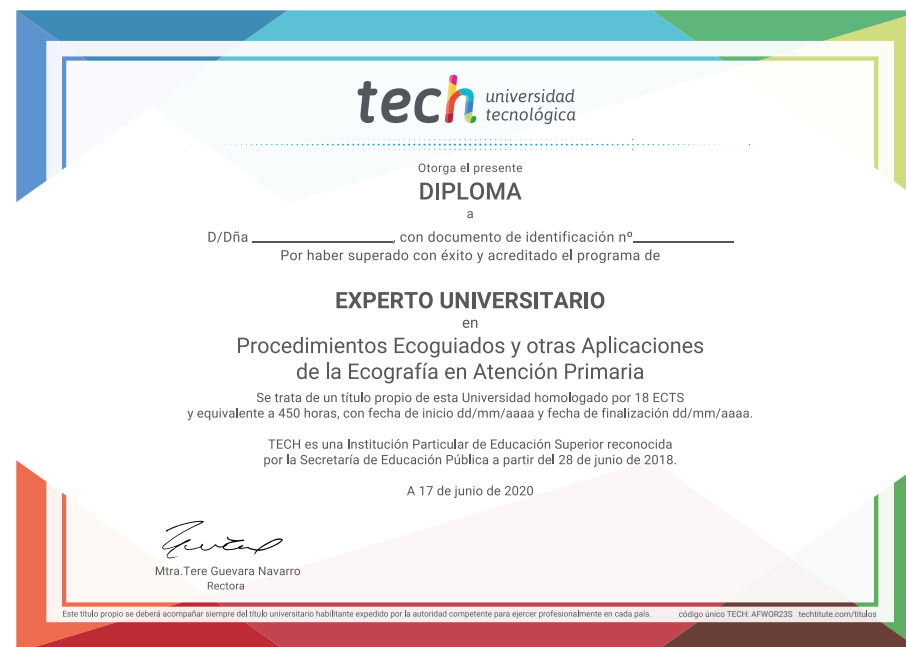 tech universidad
tecnológica
Otorga el presente
DIPLOMA
a
D/Dña ____________________, con documento de identificación nº______________
Por haber superado con éxito y acreditado el programa de
EXPERTO UNIVERSITARIO
en
Procedimientos Ecoguiados y otras Aplicaciones
de la Ecografía en Atención Primaria
Se trata de un título propio de esta Universidad homologado por 18 ECTS
y equivalente a 450 horas, con fecha de inicio dd/mm/aaaa y fecha de finalización dd/mm/aaaa.
TECH es una Institución Particular de Educación Superior reconocida
por la Secretaría de Educación Pública a partir del 28 de junio de 2018.
A 17 de junio de 2020
Mtra.Tere Guevara Navarro
Rectora
Este título propio se deberá acompañar siempre del título universitario habilitante expedido por la autoridad competente para ejercer profesionalmente en cada país. código único TECH: AFWOR23S techtitute.com/titulos